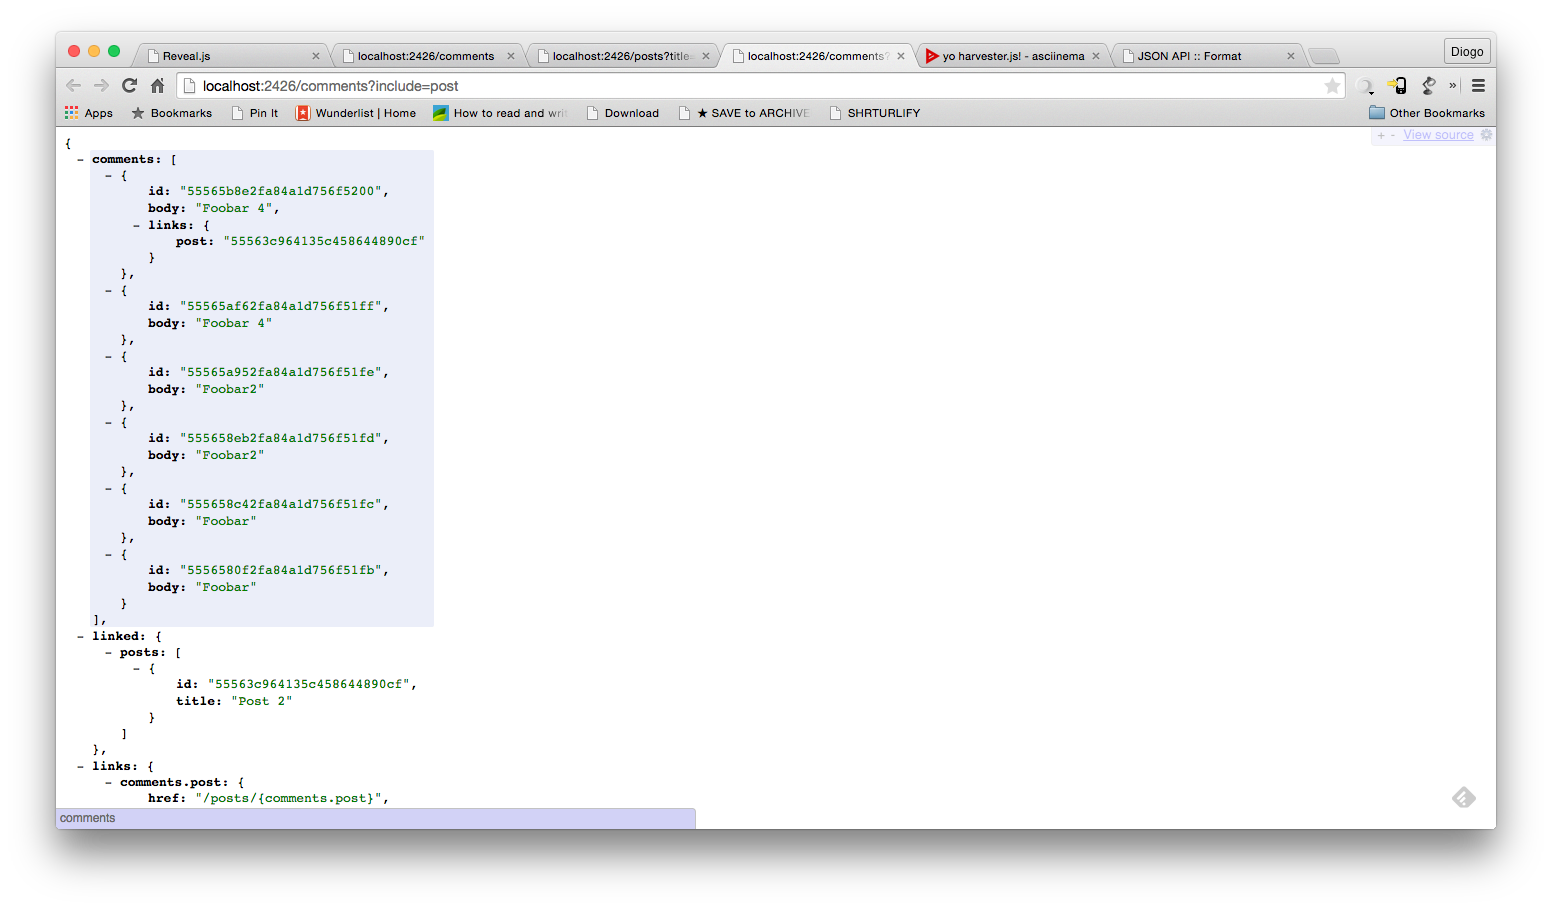 Reveal.js
localhost:2426/comments
localhost:2426/posts?title=
localhost:2426/comments?
yo harvester.js! - asciinema
JSON API :: Format
Diogo
localhost:2426/comments?include=post
»
Apps
Bookmarks
Pin It
Wunderlist | Home
How to read and writ
Download
★ SAVE to ARCHIVE
SHRTURLIFY
Other Bookmarks
+ - View source
{
- comments: [
- {
id: "55565b8e2fa84a1d756f5200",
body: "Foobar 4",
- links: {
post: "55563c964135c458644890cf"
}
},
- {
id: "55565af62fa84a1d756f51ff",
body: "Foobar 4"
},
- {
id: "55565a952fa84a1d756f51fe",
body: "Foobar2"
},
- {
id: "555658eb2fa84a1d756f51fd",
body: "Foobar2"
},
- {
id: "555658c42fa84a1d756f51fc",
body: "Foobar"
},
- {
id: "5556580f2fa84a1d756f51fb",
body: "Foobar"
}
],
- linked: {
- posts: [
- {
id: "55563c964135c458644890cf",
title: "Post 2"
}
]
},
- links: {
- comments.post: {
href: "/posts/{comments.post}",
comments